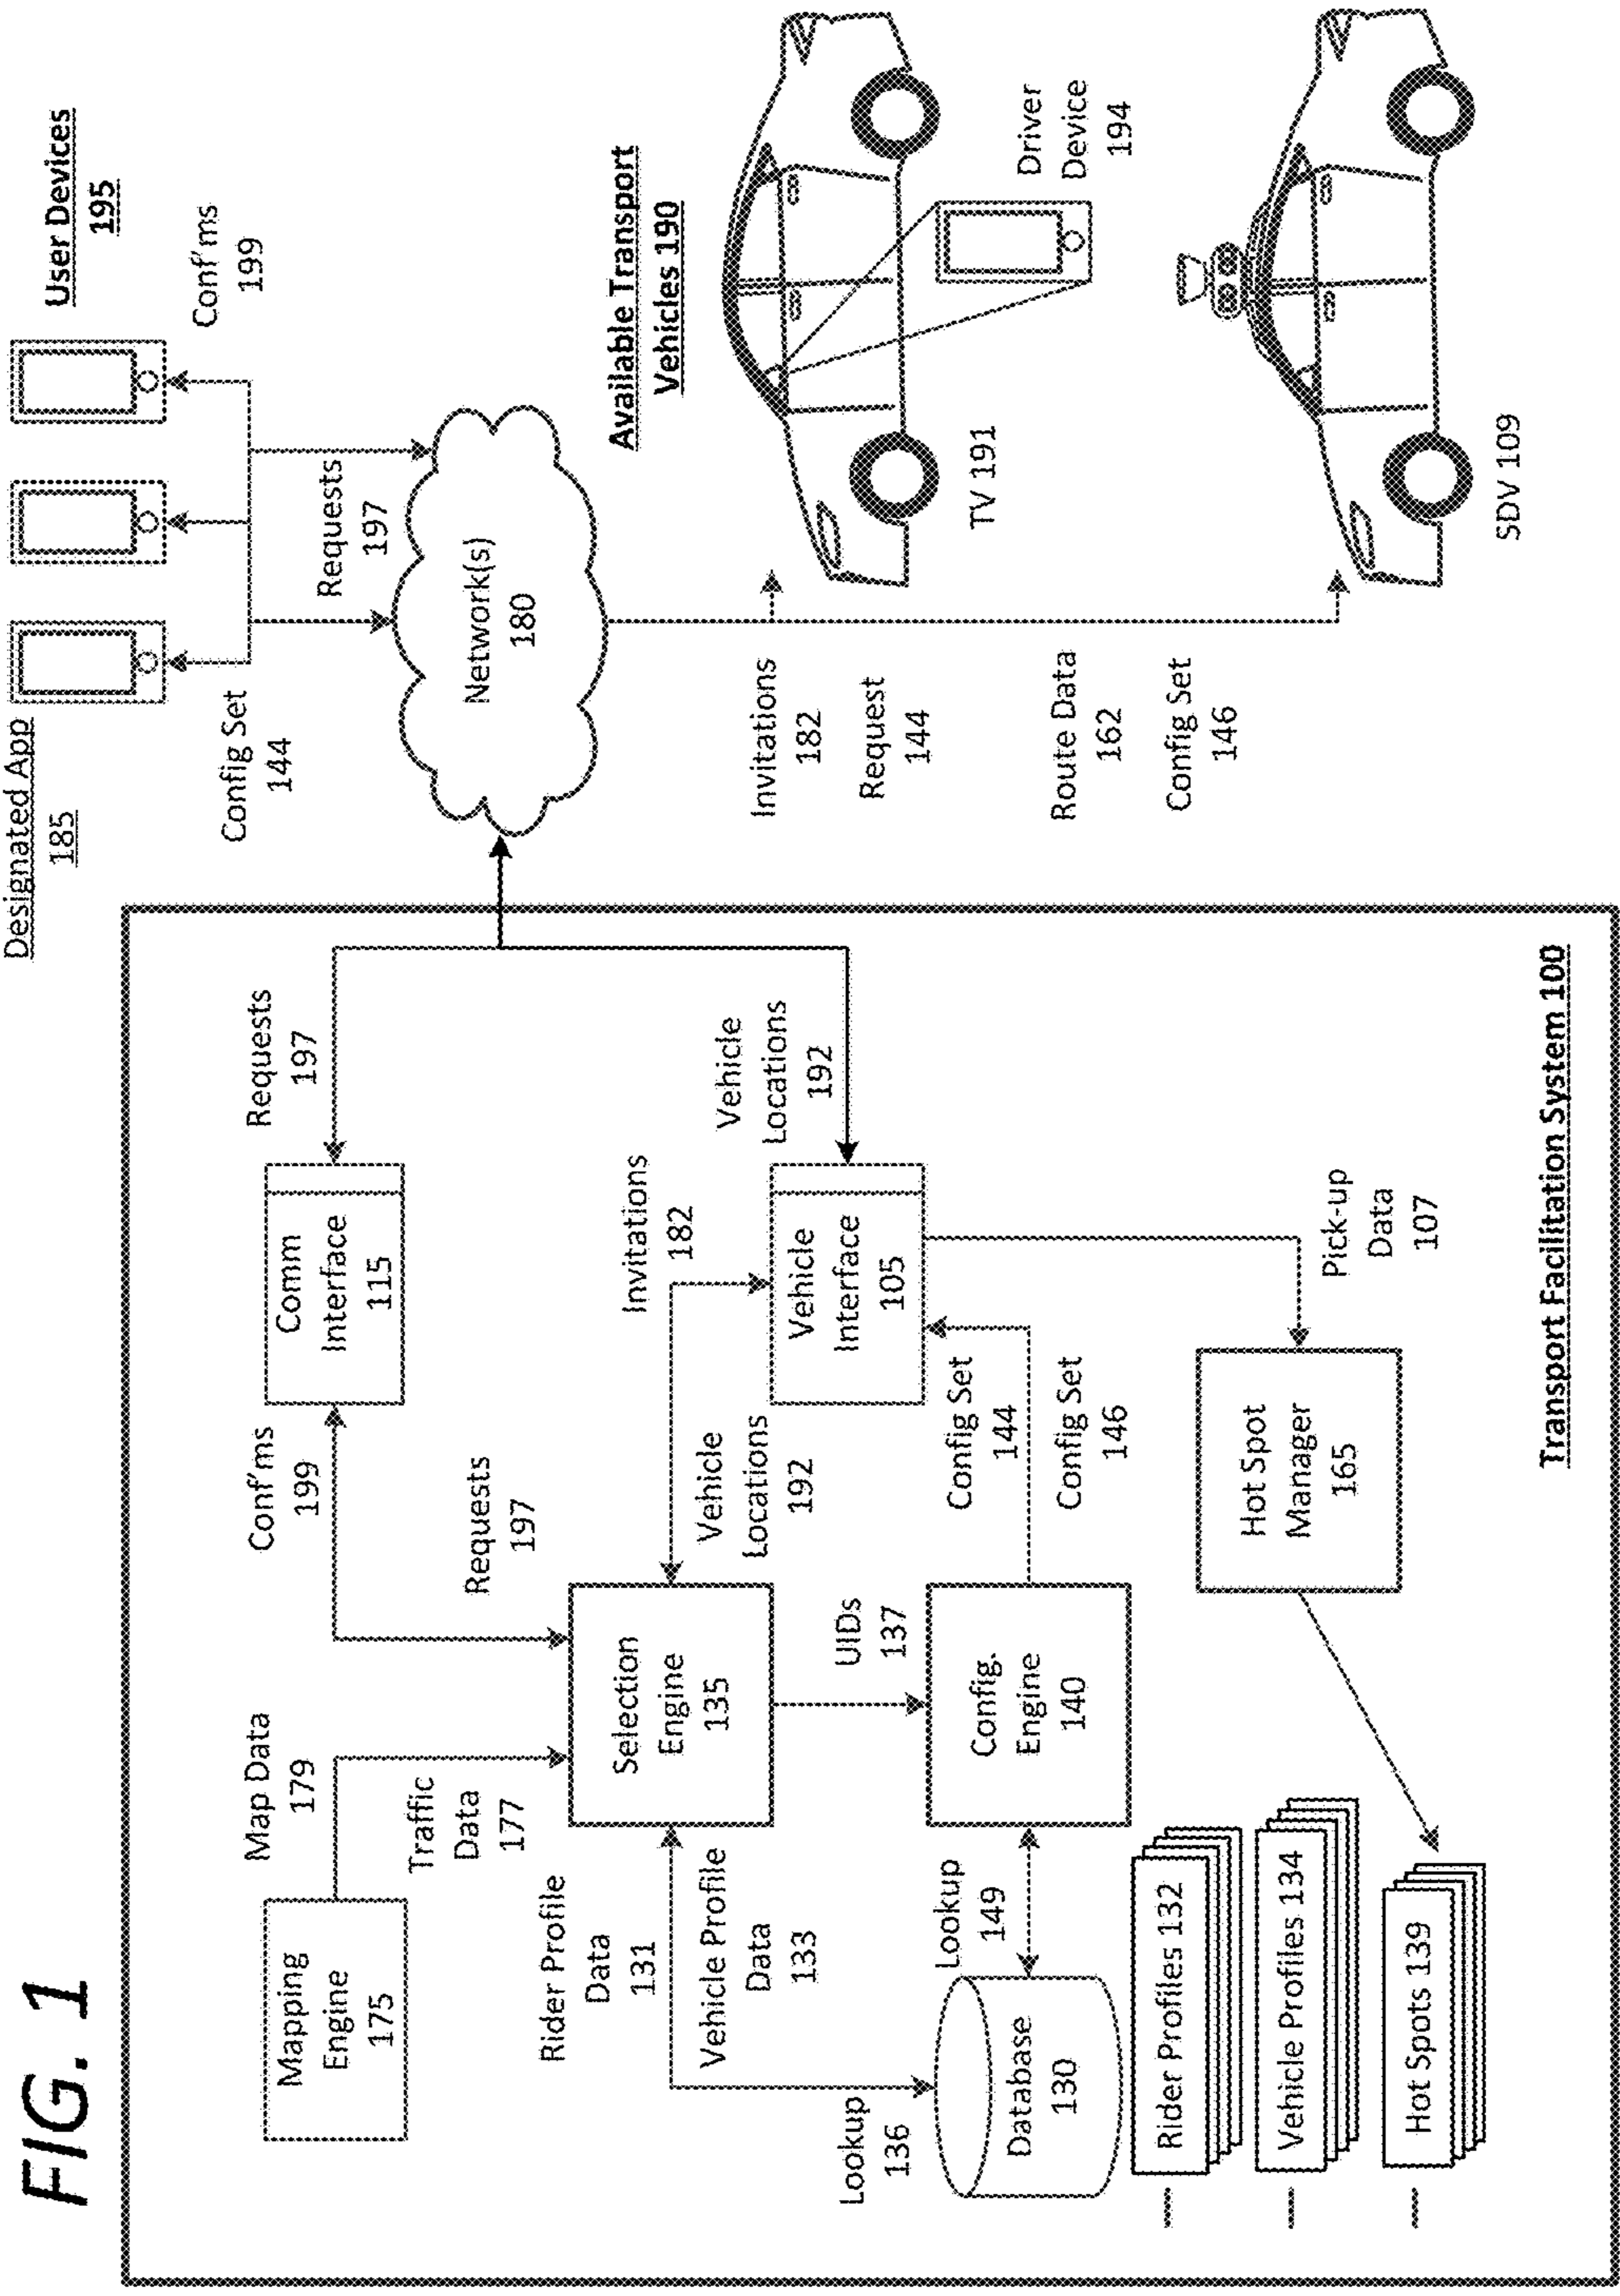 FIG. 1
Designated App
185
User Devices
195
Config Set
144
Conf'ms
199
Requests
197
Network(s)
180
Available Transport
Vehicles 190
Invitations
182
Request
144
Route Data
162
Config Set
146
TV 191
Driver
Device
194
SDV 109
Mapping
Engine
175
Map Data
179
Traffic
Data
177
Conf'ms
199
Requests
197
Comm
Interface
115
Requests
197
Rider Profile
Data
131
Vehicle Profile
Data
133
Selection
Engine
135
Invitations
182
Vehicle
Locations
192
Vehicle
Interface
105
Vehicle
Locations
192
Lookup
136
Database
130
Lookup
149
UIDs
137
Config.
Engine
140
Config Set
144
Config Set
146
Pick-up
Data
107
Hot Spot
Manager
165
Rider Profiles 132
Vehicle Profiles 134
Hot Spots 139
Transport Facilitation System 100